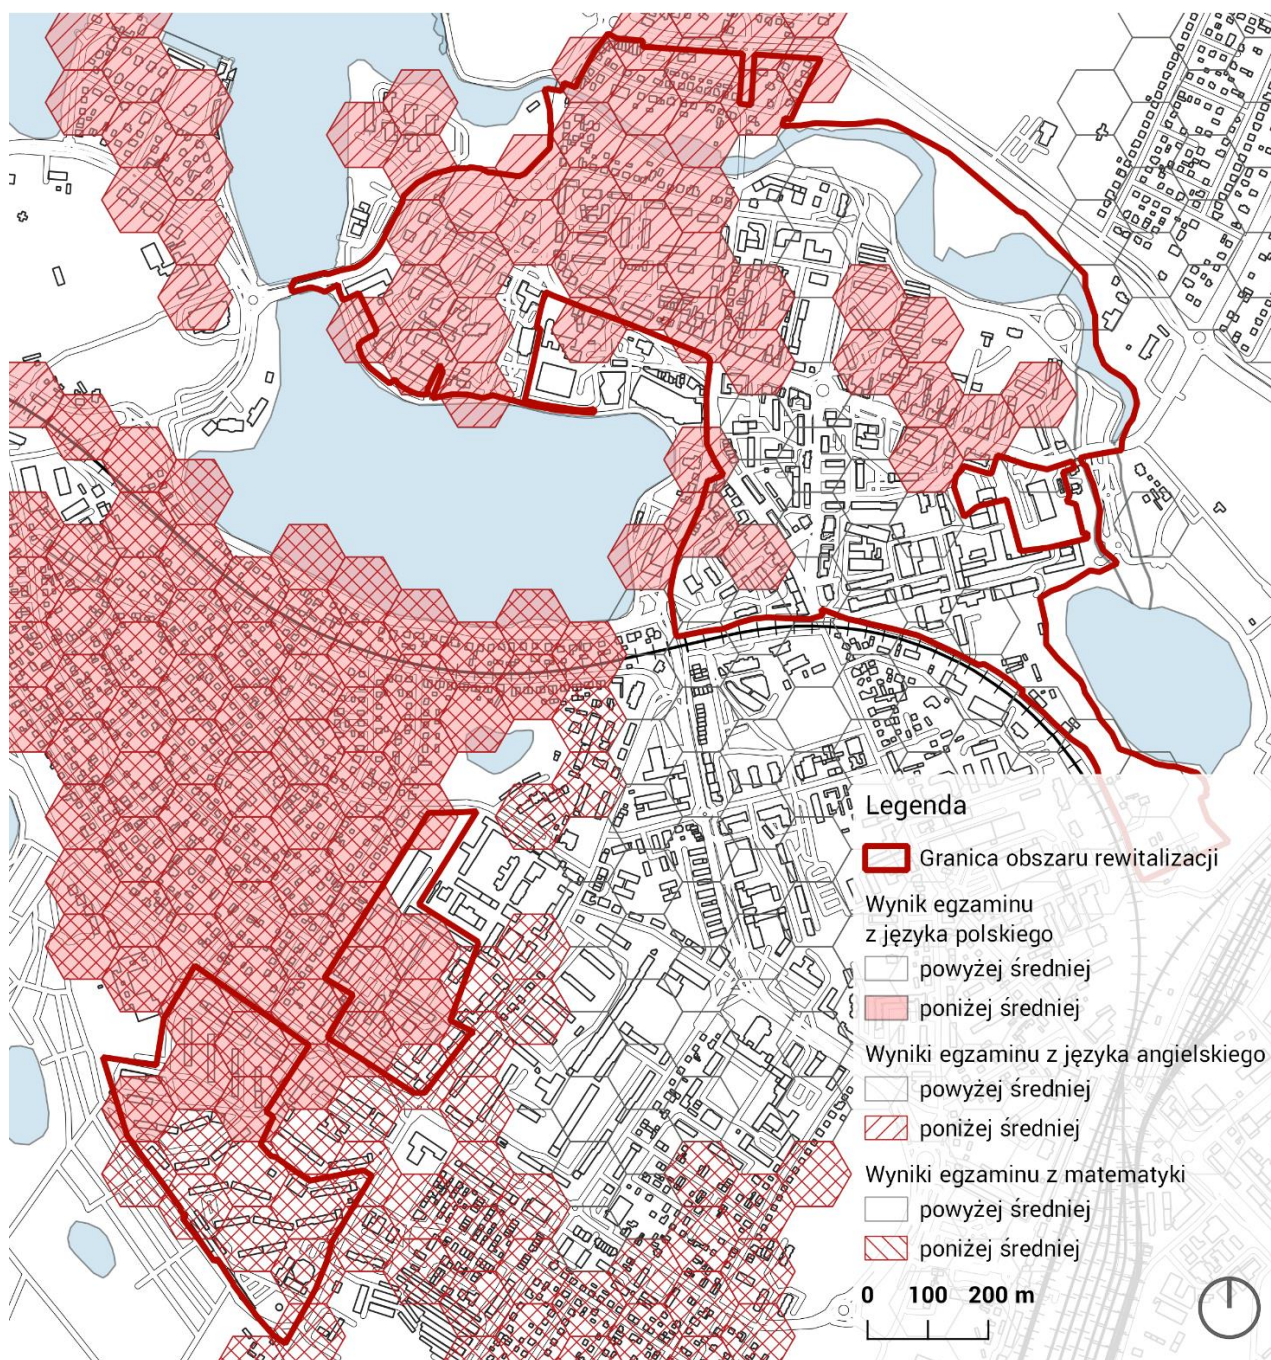 Legenda
Granica obszaru rewitalizacji
Wynik egzaminu
z języka polskiego
powyżej średniej
poniżej średniej
Wyniki egzaminu z język angielskiego
powyżej średniej
poniżej średniej
Wyniki egzaminu z matematyki
powyżej średniej
poniżej średniej
0 100 200 m